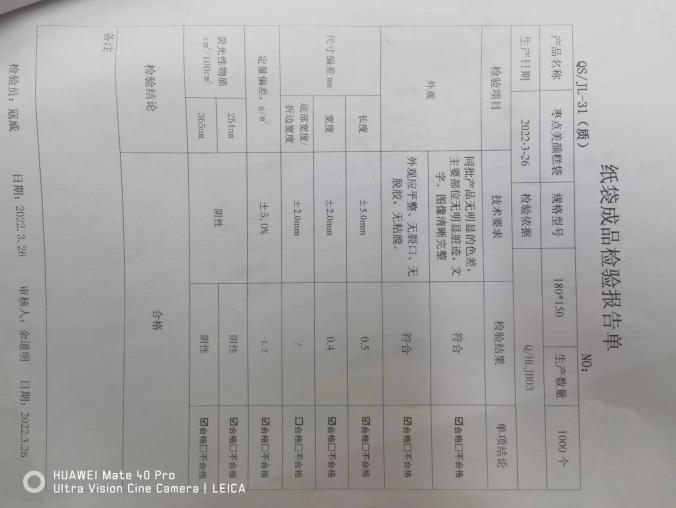 纸袋成品检验报告单
QS/JL-31（质） NO:
产品名称 枣点美颜糕袋 规格型号 180*150 生产数量 1000 个
生产日期 2022-3-26 检验依据 Q/HLJB03
检验项目 技术要求 检验结果 单项结论
外观 同批产品无明显的色差，
主要部位无明显脏迹，文
字、图像清晰完整 符合 ☑合格□不合格
外观应平整、无裂口、无
脱胶，无粘膛。 符合 ☑合格□不合格
尺寸偏差 mm 长度 ±5.0mm 0.5 ☑合格□不合格
宽度 ±2.0mm 0.4 ☑合格□不合格
底部宽度/
折边宽度 ±2.0mm / □合格□不合格
定量偏差，g/㎡ ±5.0% -1.2 ☑合格□不合格
荧光性物质
cm²/100cm² 254nm 阴性 阴性 ☑合格□不合格
365nm 阴性 ☑合格□不合格
检验结论 合格
备注
检验员：寇威 日期：2022.3.26 审核人：余道明 日期：2022.3.26
HUAWEI Mate 40 Pro
Ultra Vision Cine Camera | LEICA